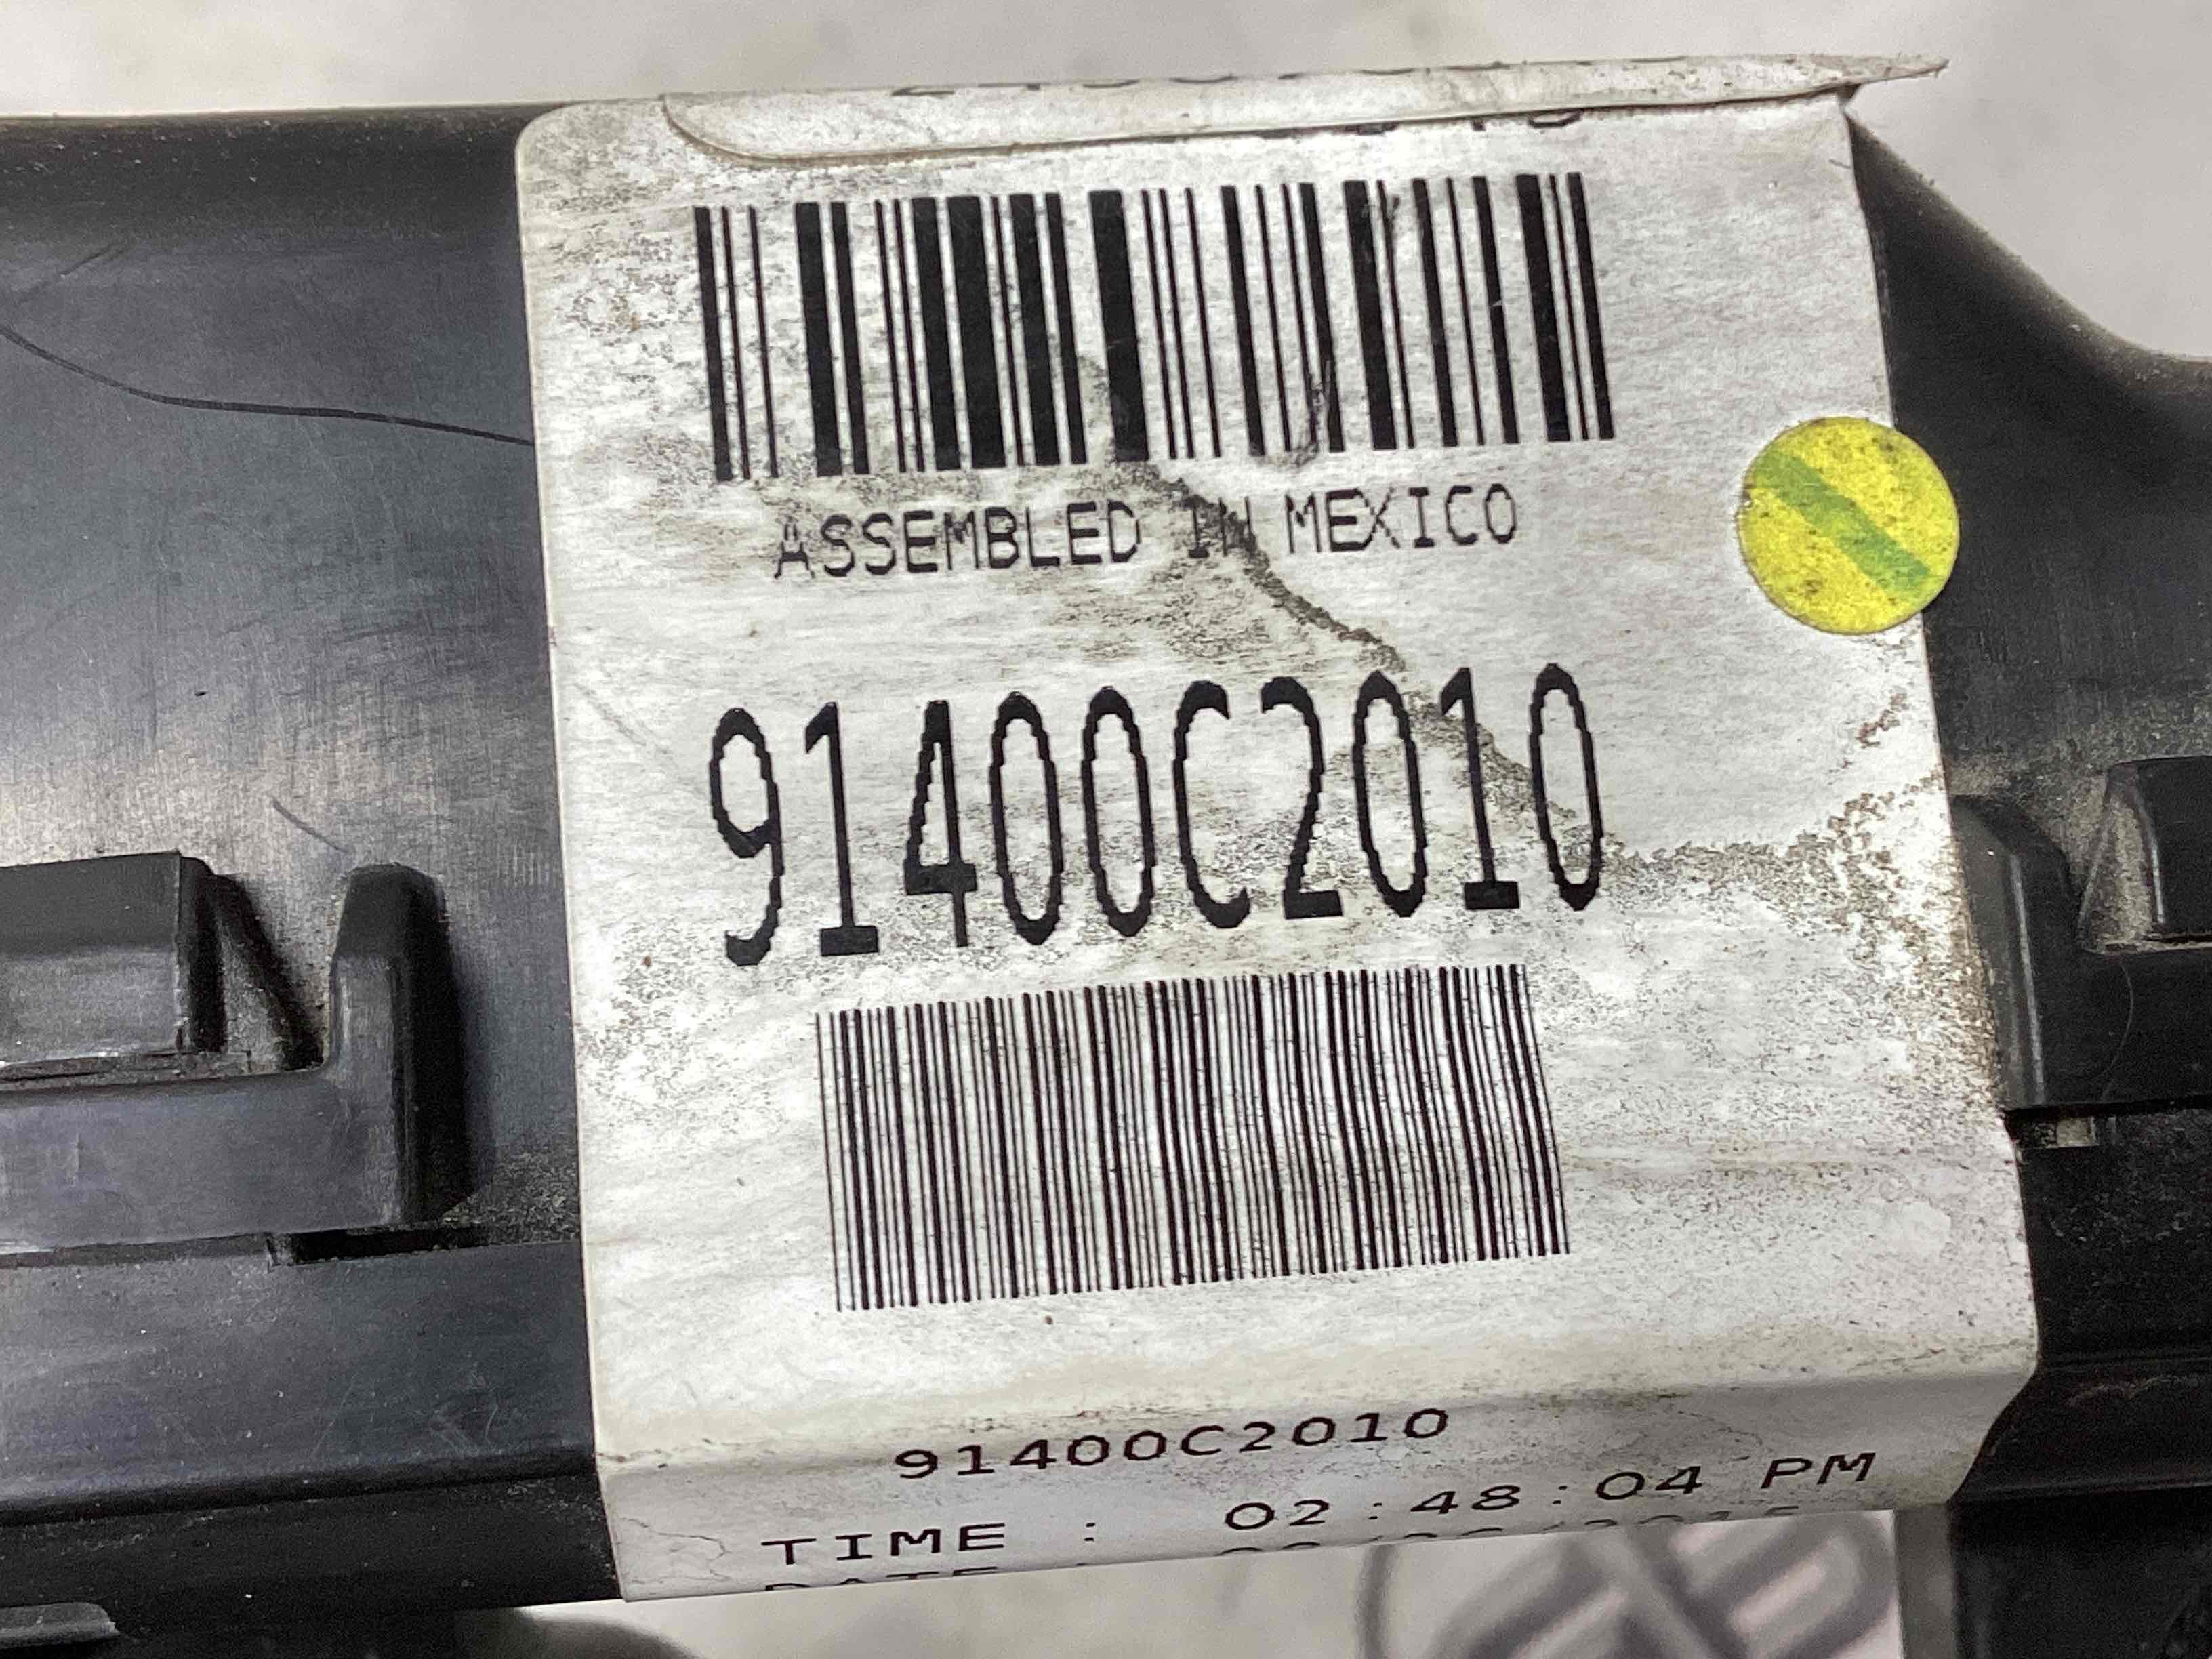 ASSEMBLED IN MEXICO
91400C2010
91400C2010
TIME : 02:48:04 PM